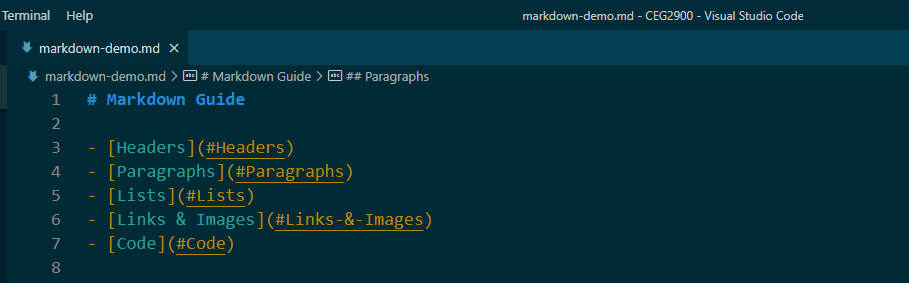 Terminal Help markdown-demo.md - CEG2900 - Visual Studio Code
markdown-demo.md ×
markdown-demo.md > abc # Markdown Guide > abc ## Paragraphs
1 # Markdown Guide
2
3 - [Headers](#Headers)
4 - [Paragraphs](#Paragraphs)
5 - [Lists](#Lists)
6 - [Links & Images](#Links-&-Images)
7 - [Code](#Code)
8